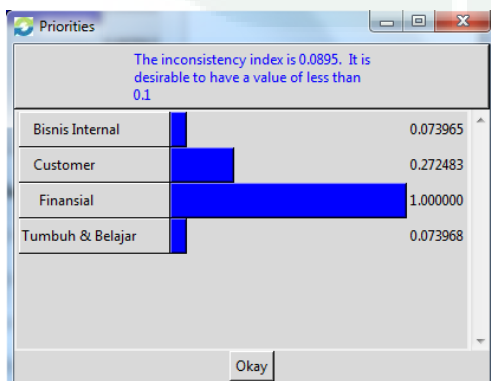 Priorities
The inconsistency index is 0.0895. It is
desirable to have a value of less than
0.1
Bisnis Internal 0.073965
Customer 0.272483
Finansial 1.000000
Tumbuh & Belajar 0.073968
Okay